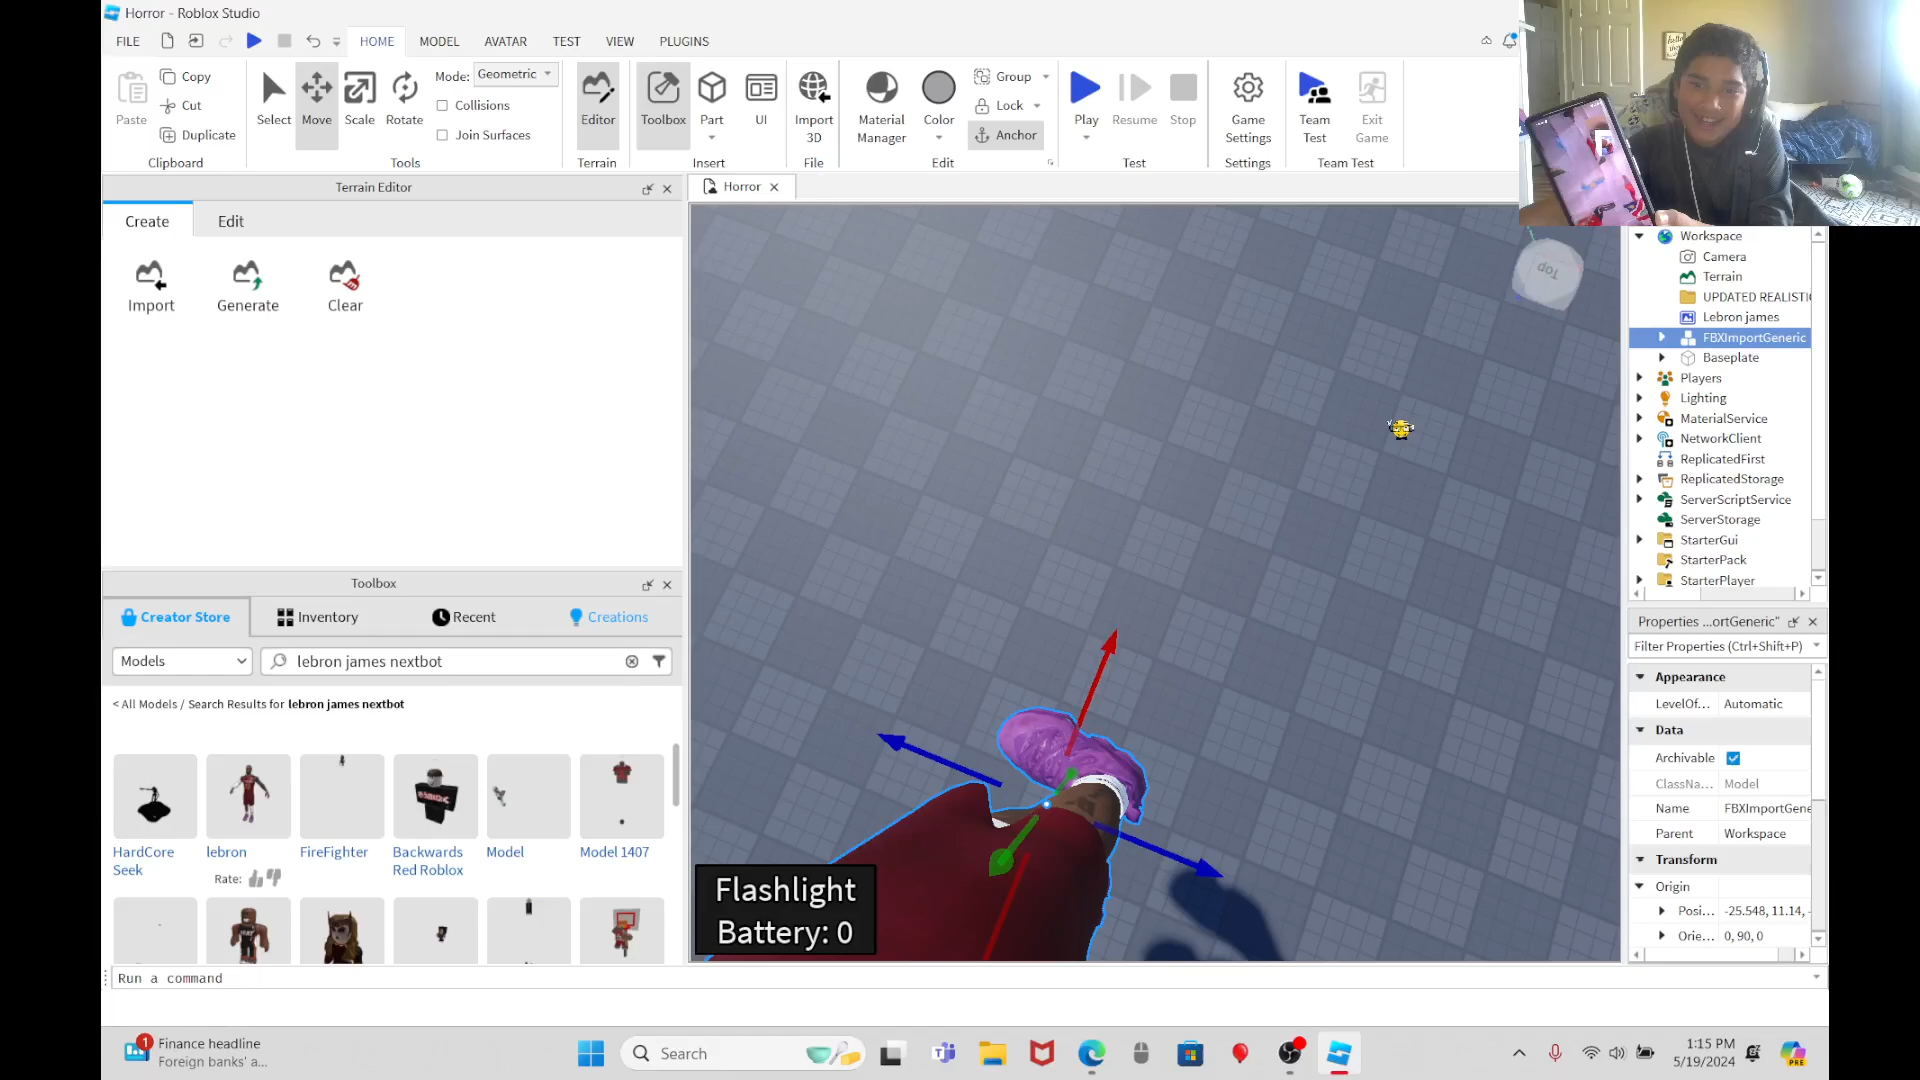 Horror - Roblox Studio
FILE HOME MODEL AVATAR TEST VIEW PLUGINS
Paste Copy Cut Duplicate
Clipboard
Select Move Scale Rotate
Mode: Geometric
Collisions
Join Surfaces
Tools
Editor
Terrain
Toolbox Part UI
Insert
Import 3D
File
Material Manager Color
Group
Lock
Anchor
Edit
Play Resume Stop
Test
Game Settings
Settings
Team Test
Exit Game
Team Test
Terrain Editor
Create Edit
Import Generate Clear
Horror
Top
Flashlight
Battery: 0
Toolbox
Creator Store Inventory Recent Creations
Models lebron james nextbot
< All Models / Search Results for lebron james nextbot
HardCore Seek
lebron
Rate:
FireFighter
Backwards Red Roblox
Model
Model 1407
Run a command
Workspace
Camera
Terrain
UPDATED REALISTI
Lebron james
FBXImportGeneric
Baseplate
Players
Lighting
MaterialService
NetworkClient
ReplicatedFirst
ReplicatedStorage
ServerScriptService
ServerStorage
StarterGui
StarterPack
StarterPlayer
Properties ...ortGeneric"
Filter Properties (Ctrl+Shift+P)
Appearance
LevelOf... Automatic
Data
Archivable
ClassNa... Model
Name FBXImportGene
Parent Workspace
Transform
Origin
Posi... -25.548, 11.14, -
Orie... 0, 90, 0
1
Finance headline
Foreign banks' a...
Search
1:15 PM
5/19/2024
PRE